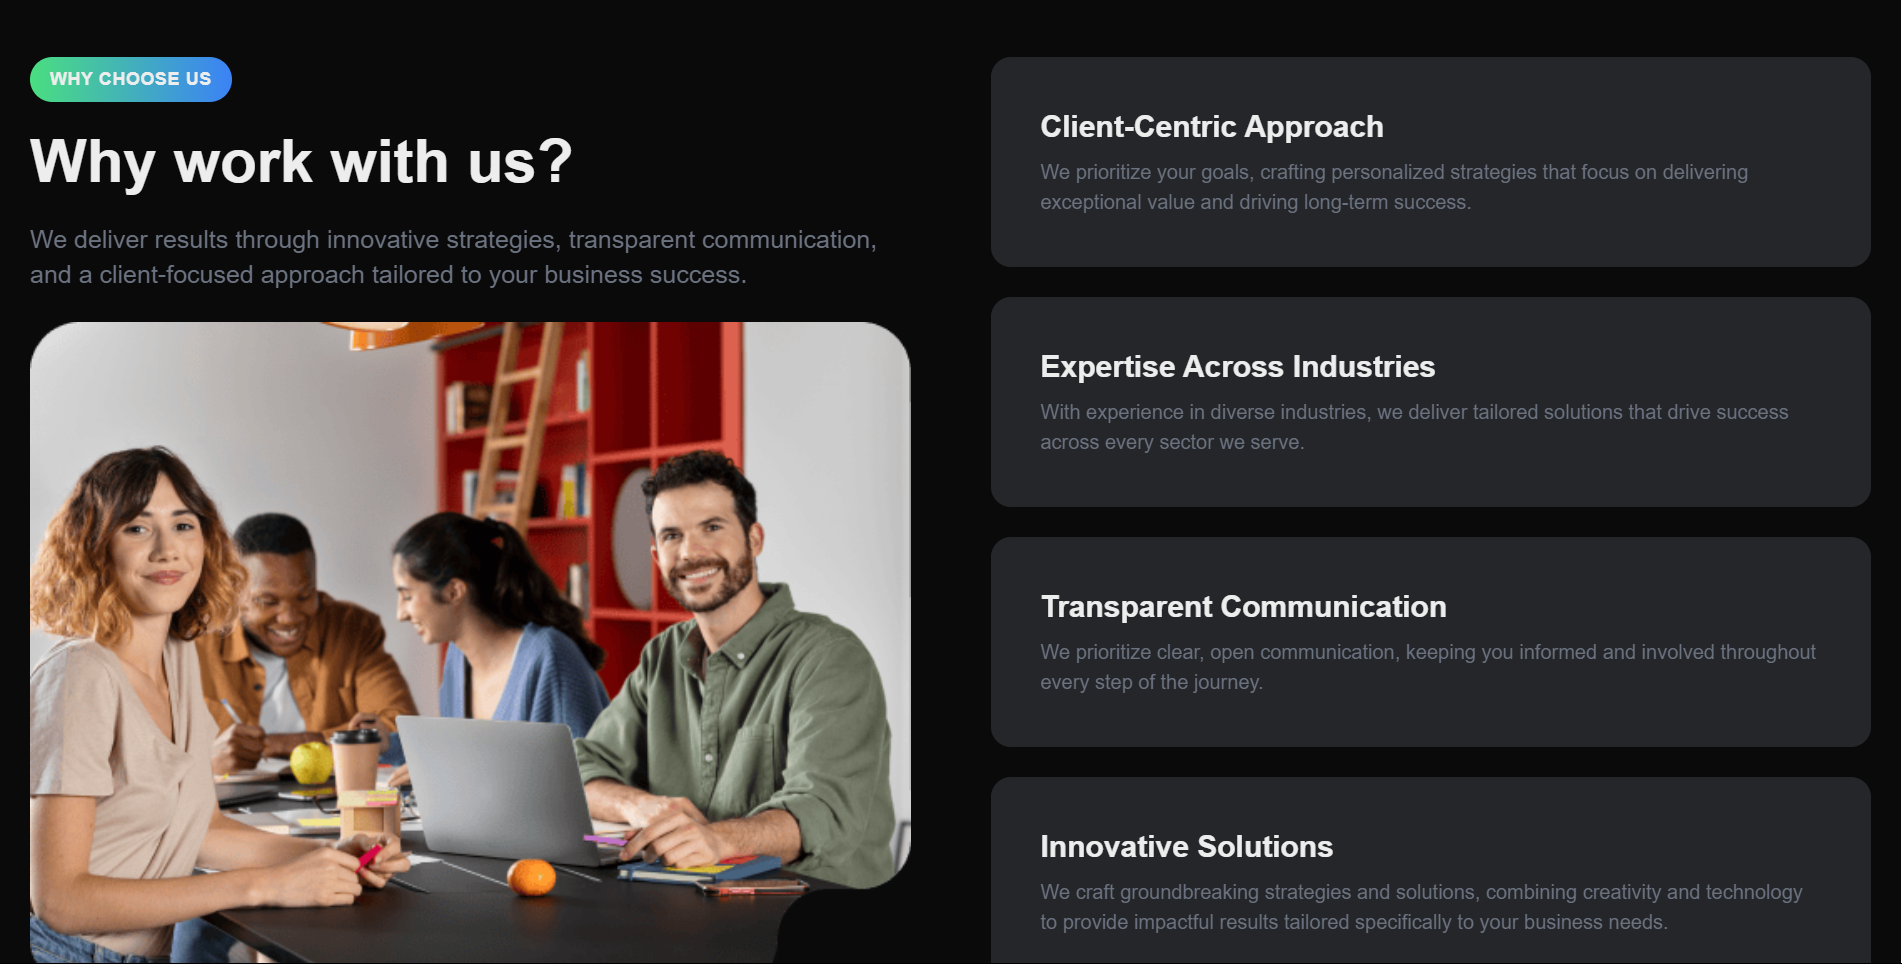 WHY CHOOSE US
Why work with us?
We deliver results through innovative strategies, transparent communication,
and a client-focused approach tailored to your business success.
Client-Centric Approach
We prioritize your goals, crafting personalized strategies that focus on delivering
exceptional value and driving long-term success.
Expertise Across Industries
With experience in diverse industries, we deliver tailored solutions that drive success
across every sector we serve.
Transparent Communication
We prioritize clear, open communication, keeping you informed and involved throughout
every step of the journey.
Innovative Solutions
We craft groundbreaking strategies and solutions, combining creativity and technology
to provide impactful results tailored specifically to your business needs.